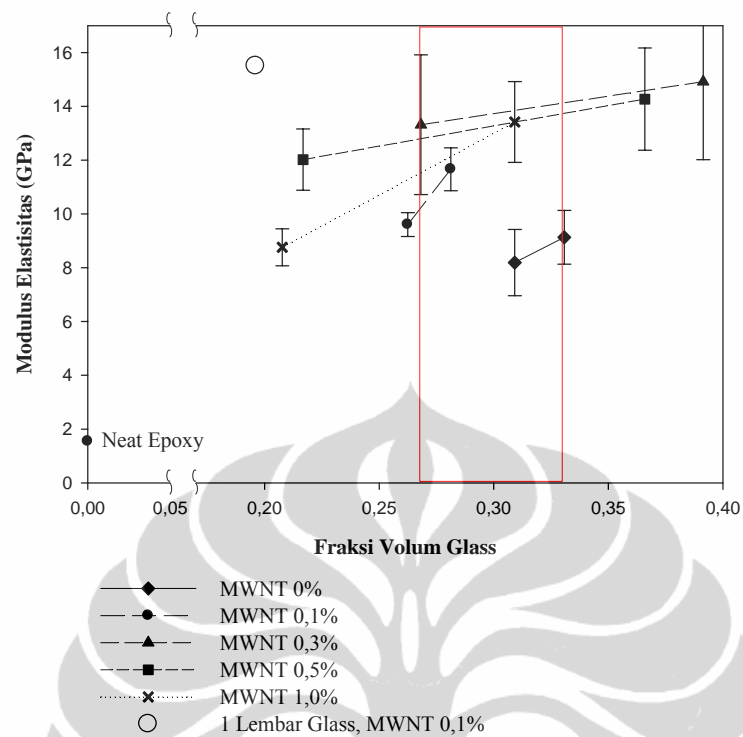 16
14
12
10
8
6
4
2
0
Modulus Elastisitas (GPa)
Neat Epoxy
0,00 0,05 0,20 0,25 0,30 0,35 0,40
Fraksi Volum Glass
MWNT 0%
MWNT 0,1%
MWNT 0,3%
MWNT 0,5%
MWNT 1,0%
1 Lembar Glass, MWNT 0,1%